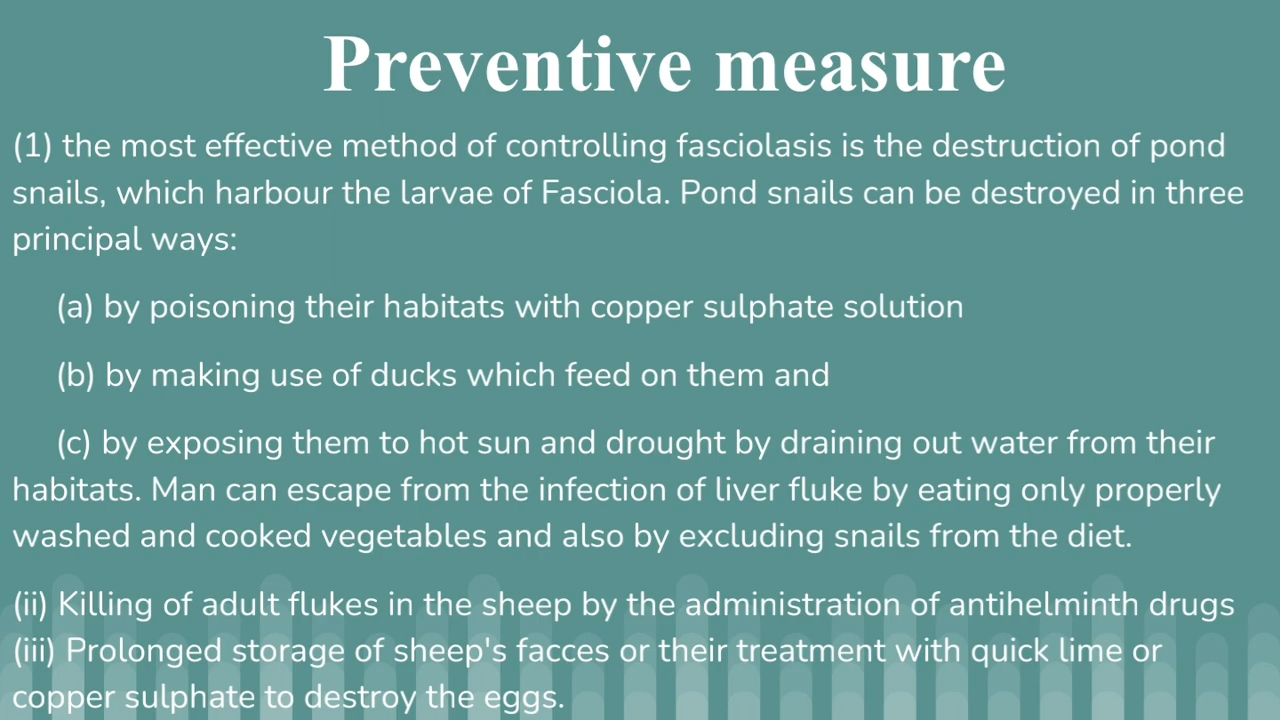 Preventive measure
(1) the most effective method of controlling fasciolasis is the destruction of pond
snails, which harbour the larvae of Fasciola. Pond snails can be destroyed in three
principal ways:
(a) by poisoning their habitats with copper sulphate solution
(b) by making use of ducks which feed on them and
(c) by exposing them to hot sun and drought by draining out water from their
habitats. Man can escape from the infection of liver fluke by eating only properly
washed and cooked vegetables and also by excluding snails from the diet.
(ii) Killing of adult flukes in the sheep by the administration of antihelminth drugs
(iii) Prolonged storage of sheep's facces or their treatment with quick lime or
copper sulphate to destroy the eggs.